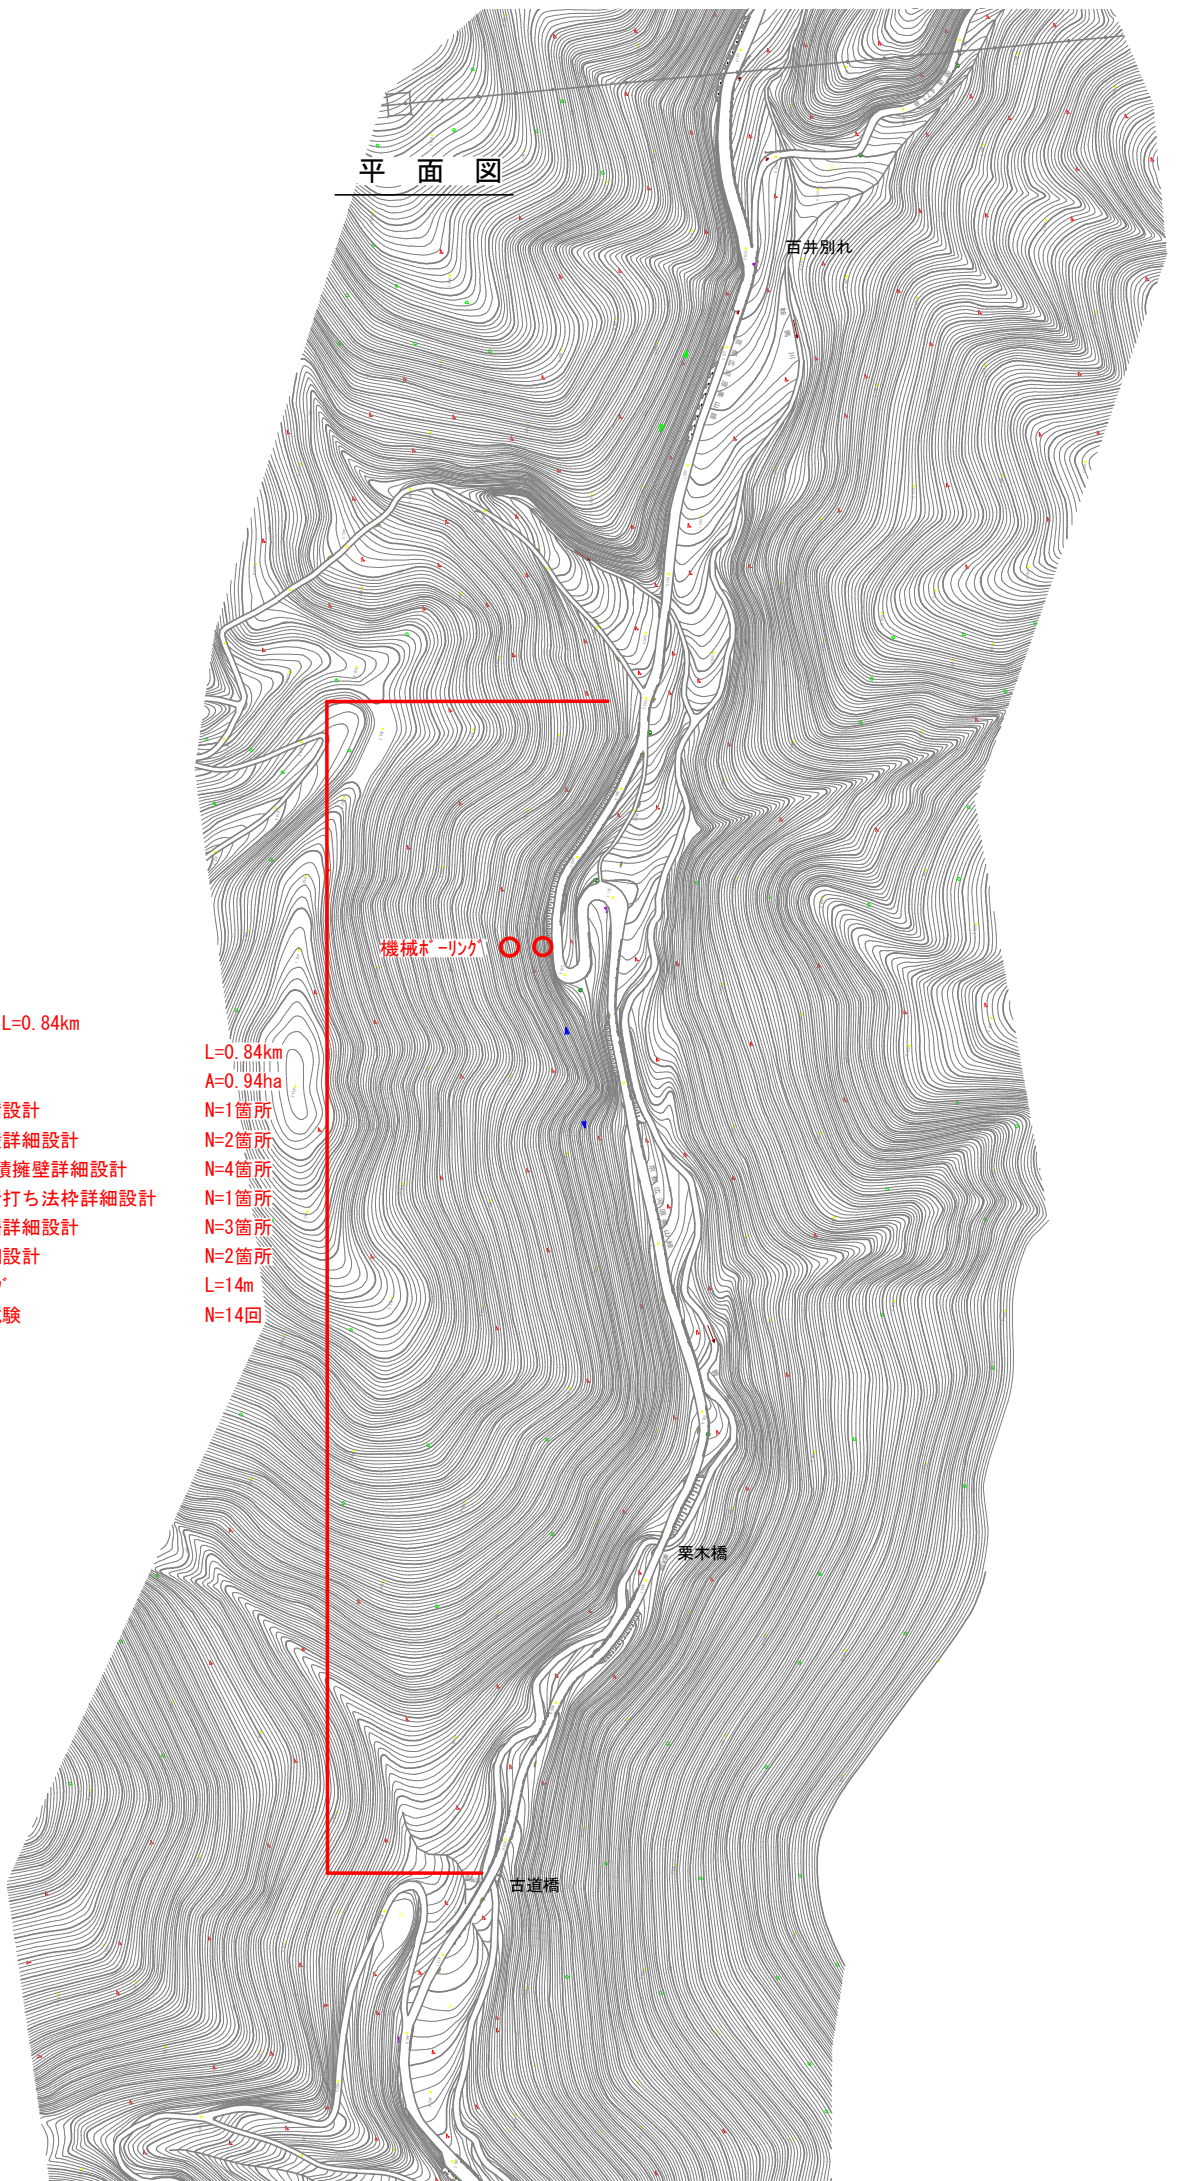 平面図
百井別れ
機械ﾎﾞｰﾘﾝｸﾞ
L=0.84km
L=0.84km
A=0.94ha
設計 N=1箇所
詳細設計 N=2箇所
積擁壁詳細設計 N=4箇所
打ち法枠詳細設計 N=1箇所
詳細設計 N=3箇所
設計 N=2箇所
L=14m
験 N=14回
栗木橋
古道橋